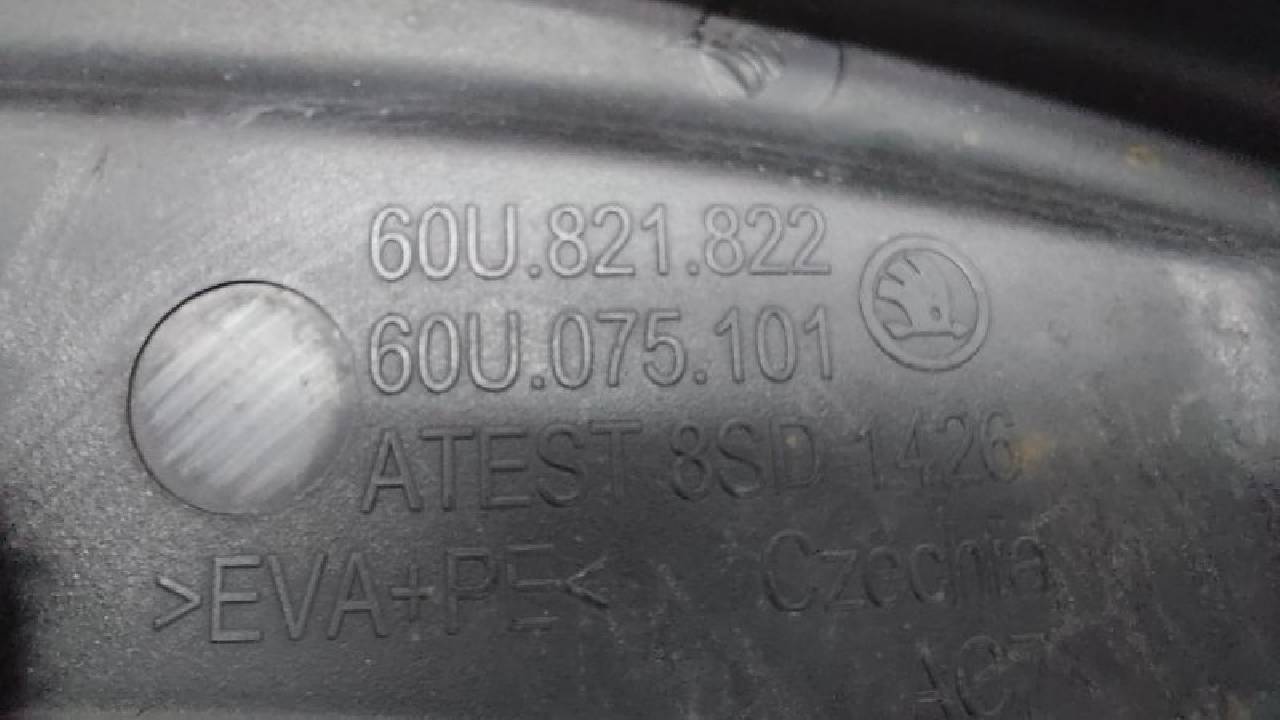 60U.821.822
60U.075.101
ATEST 8SD 1426
>EVA+PE<
Czechia